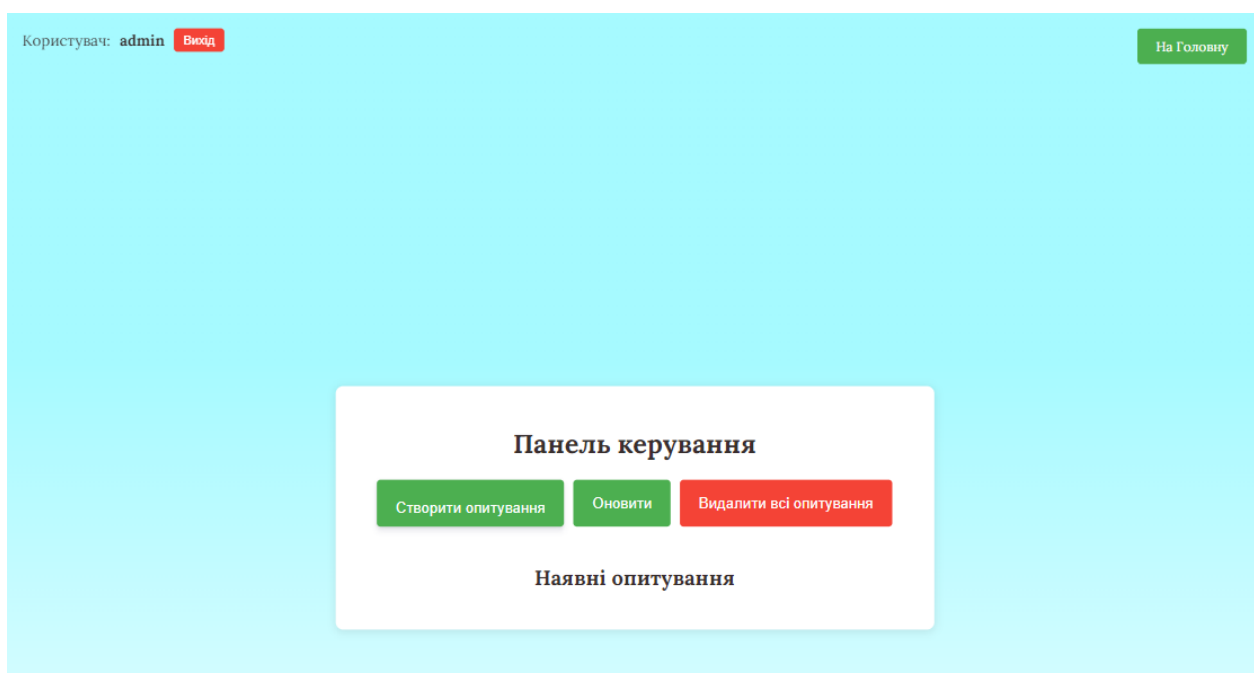 Користувач: admin Вихід
На Головну
Панель керування
Створити опитування Оновити Видалити всі опитування
Наявні опитування